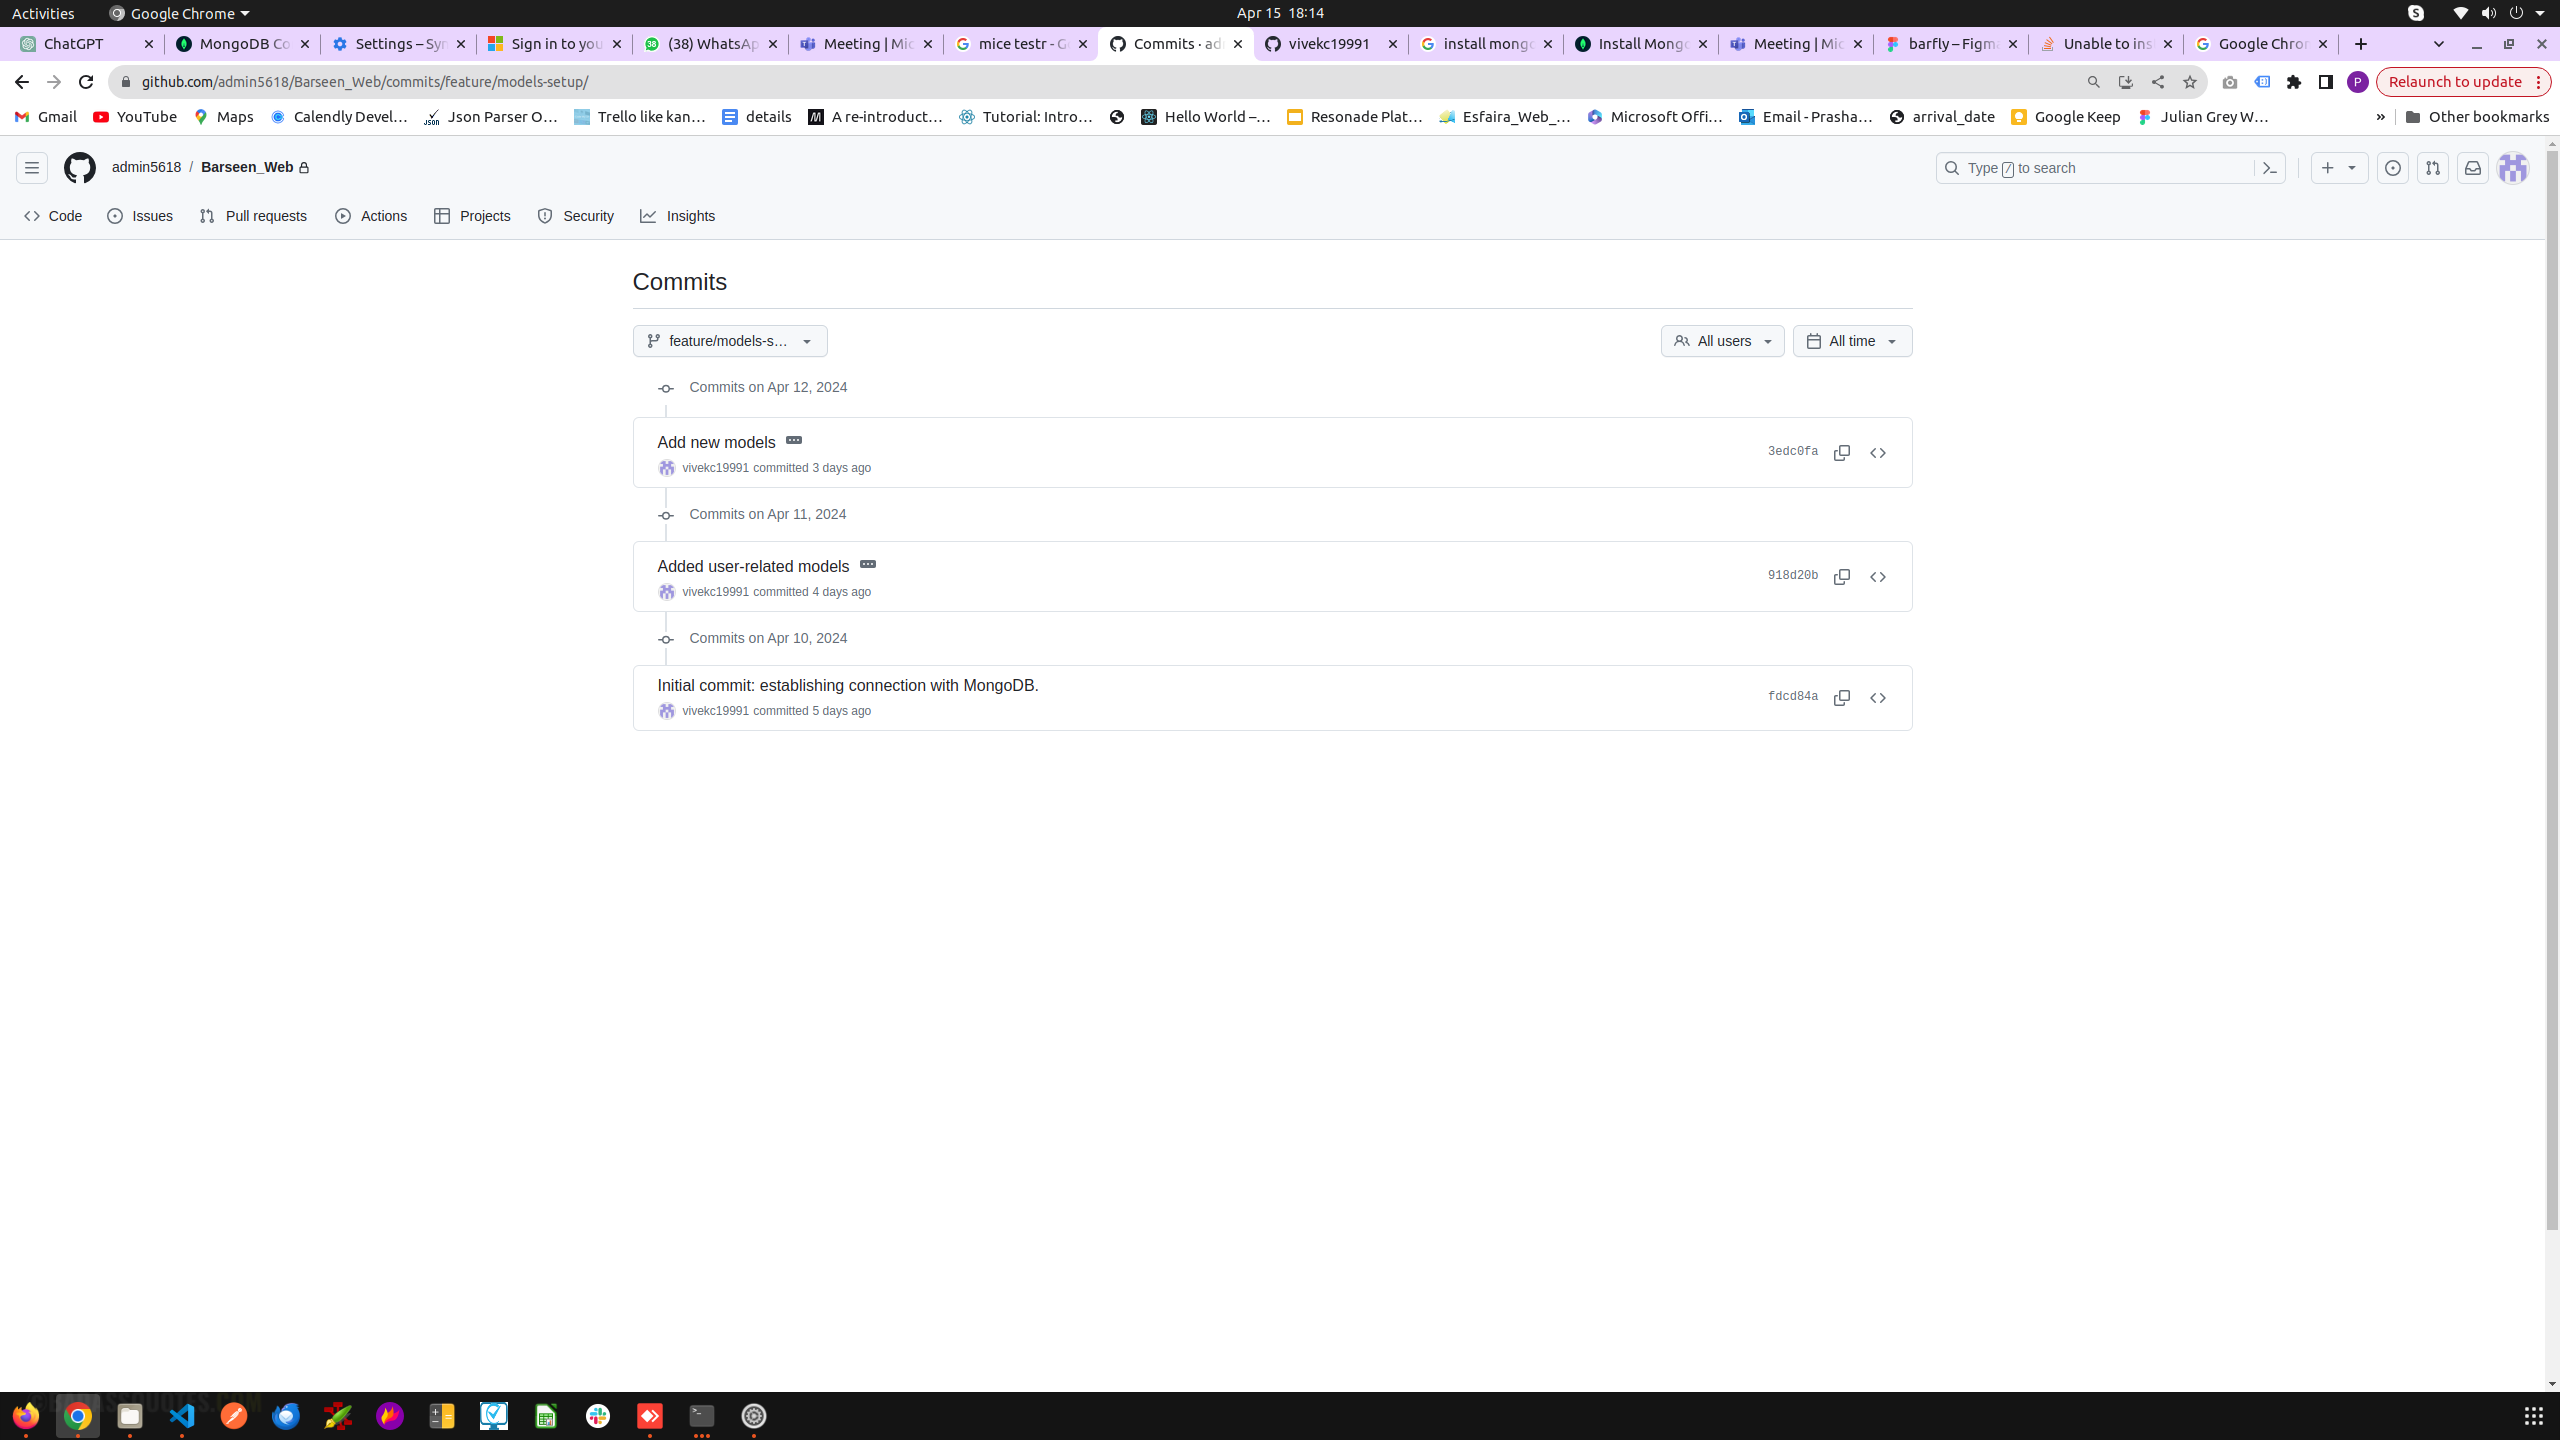 Activities Google Chrome Apr 15 18:14
ChatGPT MongoDB Co Settings – Syn Sign in to you (38) WhatsAp Meeting | Mic mice testr - G Commits · ad vivekc19991 install mongo Install Mongo Meeting | Mic barfly – Figma Unable to ins Google Chron
github.com/admin5618/Barseen_Web/commits/feature/models-setup/ P Relaunch to update
Gmail YouTube Maps Calendly Devel... Json Parser O... Trello like kan... details A re-introduct... Tutorial: Intro... Hello World –... Resonade Plat... Esfaira_Web_... Microsoft Offi... Email - Prasha... arrival_date Google Keep Julian Grey W... » Other bookmarks
admin5618 / Barseen_Web Type / to search
Code Issues Pull requests Actions Projects Security Insights
Commits
feature/models-s... All users All time
Commits on Apr 12, 2024
Add new models
3edc0fa
vivekc19991 committed 3 days ago
Commits on Apr 11, 2024
Added user-related models
918d20b
vivekc19991 committed 4 days ago
Commits on Apr 10, 2024
Initial commit: establishing connection with MongoDB.
fdcd84a
vivekc19991 committed 5 days ago